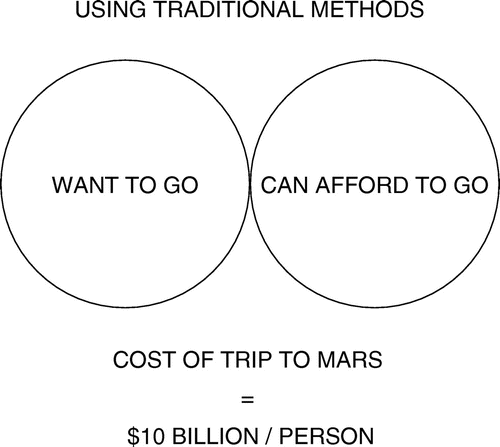 USING TRADITIONAL METHODS
WANT TO GO
CAN AFFORD TO GO
COST OF TRIP TO MARS
=
$10 BILLION / PERSON